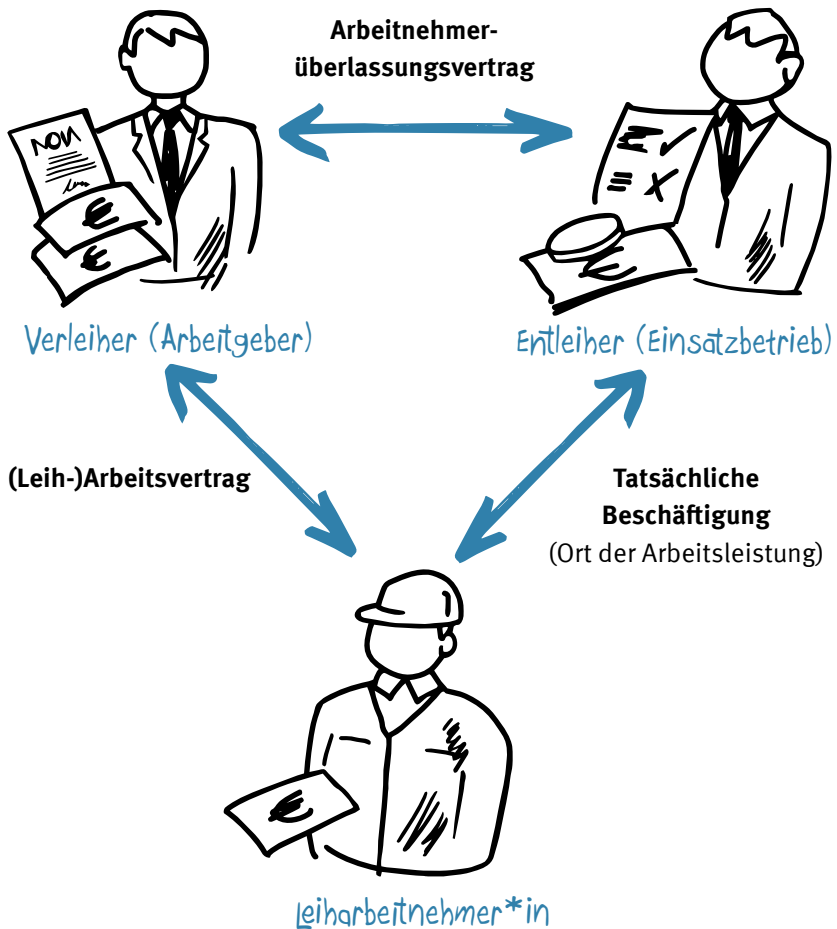 Arbeitnehmer-
überlassungsvertrag
€
€
€
Verleiher (Arbeitgeber)
Entleiher (Einsatzbetrieb)
(Leih-)Arbeitsvertrag
Tatsächliche
Beschäftigung
(Ort der Arbeitsleistung)
€
Leiharbeitnehmer*in